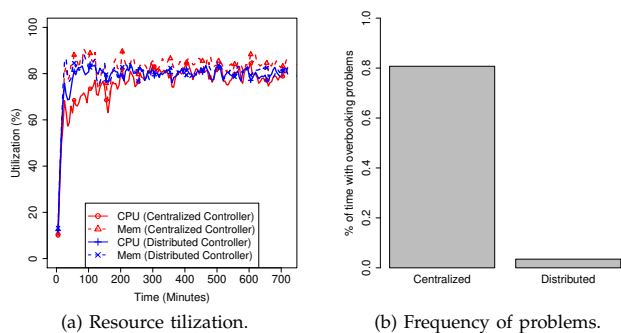 Utilization (%)
0
20
40
60
80
100
CPU (Centralized Controller)
Mem (Centralized Controller)
CPU (Distributed Controller)
Mem (Distributed Controller)
0
100
200
300
400
500
600
700
Time (Minutes)
(a) Resource tilization.
% of time with overbooking problems
0.0
0.2
0.4
0.6
0.8
1.0
Centralized
Distributed
(b) Frequency of problems.